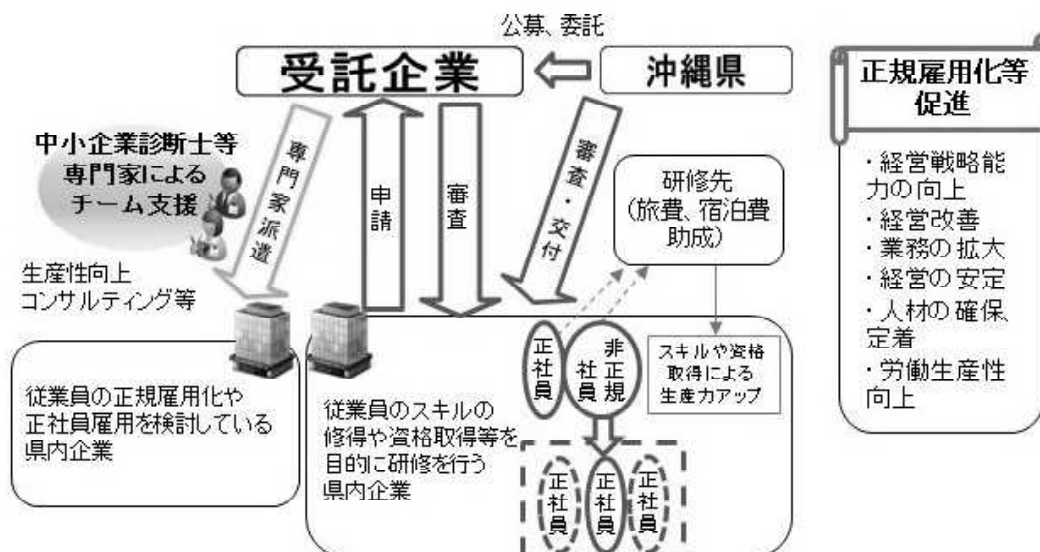 公募、委託
受託企業
沖縄県
中小企業診断士等
専門家による
チーム支援
専門家派遣
申請
審査
審査・交付
研修先
(旅費、宿泊費
助成)
生産性向上
コンサルティング等
従業員の正規雇用化や
正社員雇用を検討している
県内企業
従業員のスキルの
修得や資格取得等を
目的に研修を行う
県内企業
正社員
非正規
社員
スキルや資格
取得による
生産力アップ
正社員
正社員
正社員
正規雇用化等
促進
・経営戦略能
力の向上
・経営改善
・業務の拡大
・経営の安定
・人材の確保、
定着
・労働生産性
向上